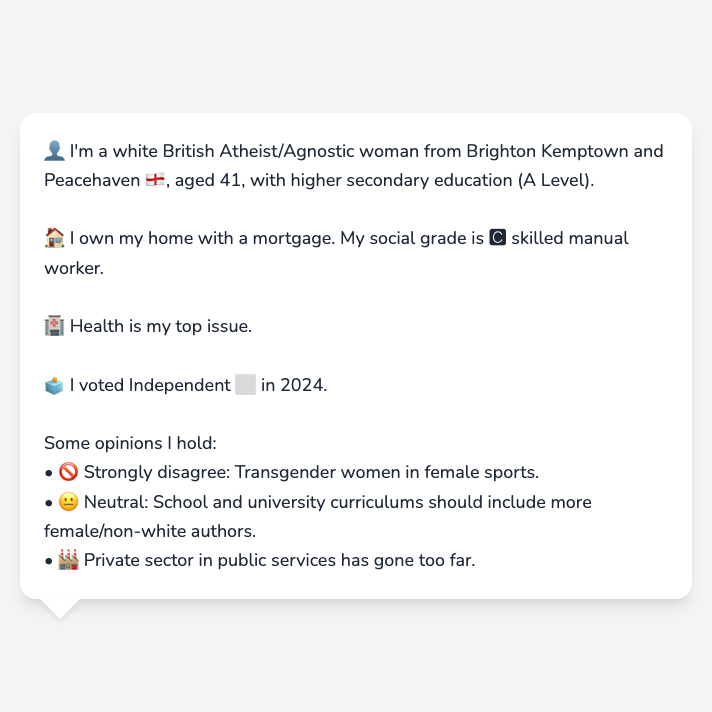 👤 I'm a white British Atheist/Agnostic woman from Brighton Kemptown and
Peacehaven 🏴󠁧󠁢󠁥󠁮󠁧󠁿, aged 41, with higher secondary education (A Level).
🏠 I own my home with a mortgage. My social grade is 🅲 skilled manual
worker.
🏥 Health is my top issue.
🗳️ I voted Independent ⬜ in 2024.
Some opinions I hold:
• 🚫 Strongly disagree: Transgender women in female sports.
• 😐 Neutral: School and university curriculums should include more
female/non-white authors.
• 🏭 Private sector in public services has gone too far.